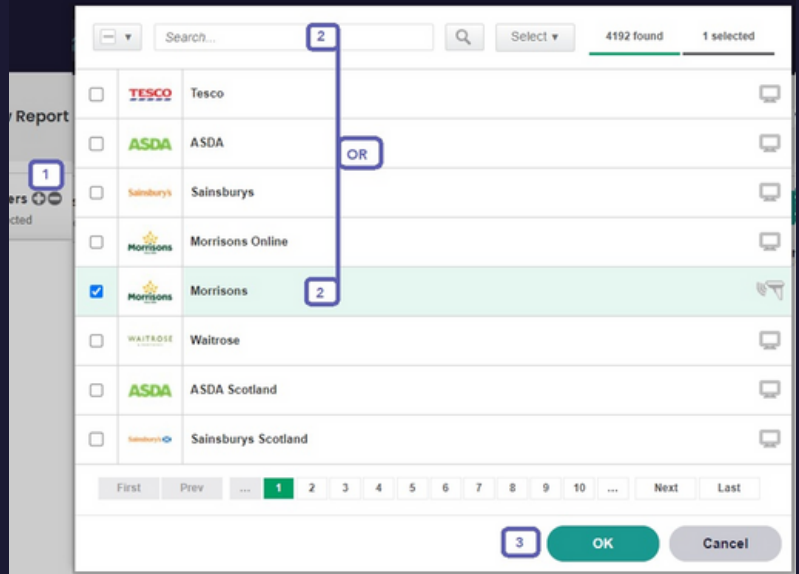 Search...
2
Select
4192 found
1 selected
TESCO
Tesco
Report
ASDA
ASDA
OR
1
ers
Sainsbury's
Sainsburys
cted
Morrisons
Morrisons Online
Morrisons
Morrisons
2
WAITROSE
Waitrose
ASDA
ASDA Scotland
Sainsbury's
Sainsburys Scotland
First Prev ... 1 2 3 4 5 6 7 8 9 10 ... Next Last
3
OK
Cancel